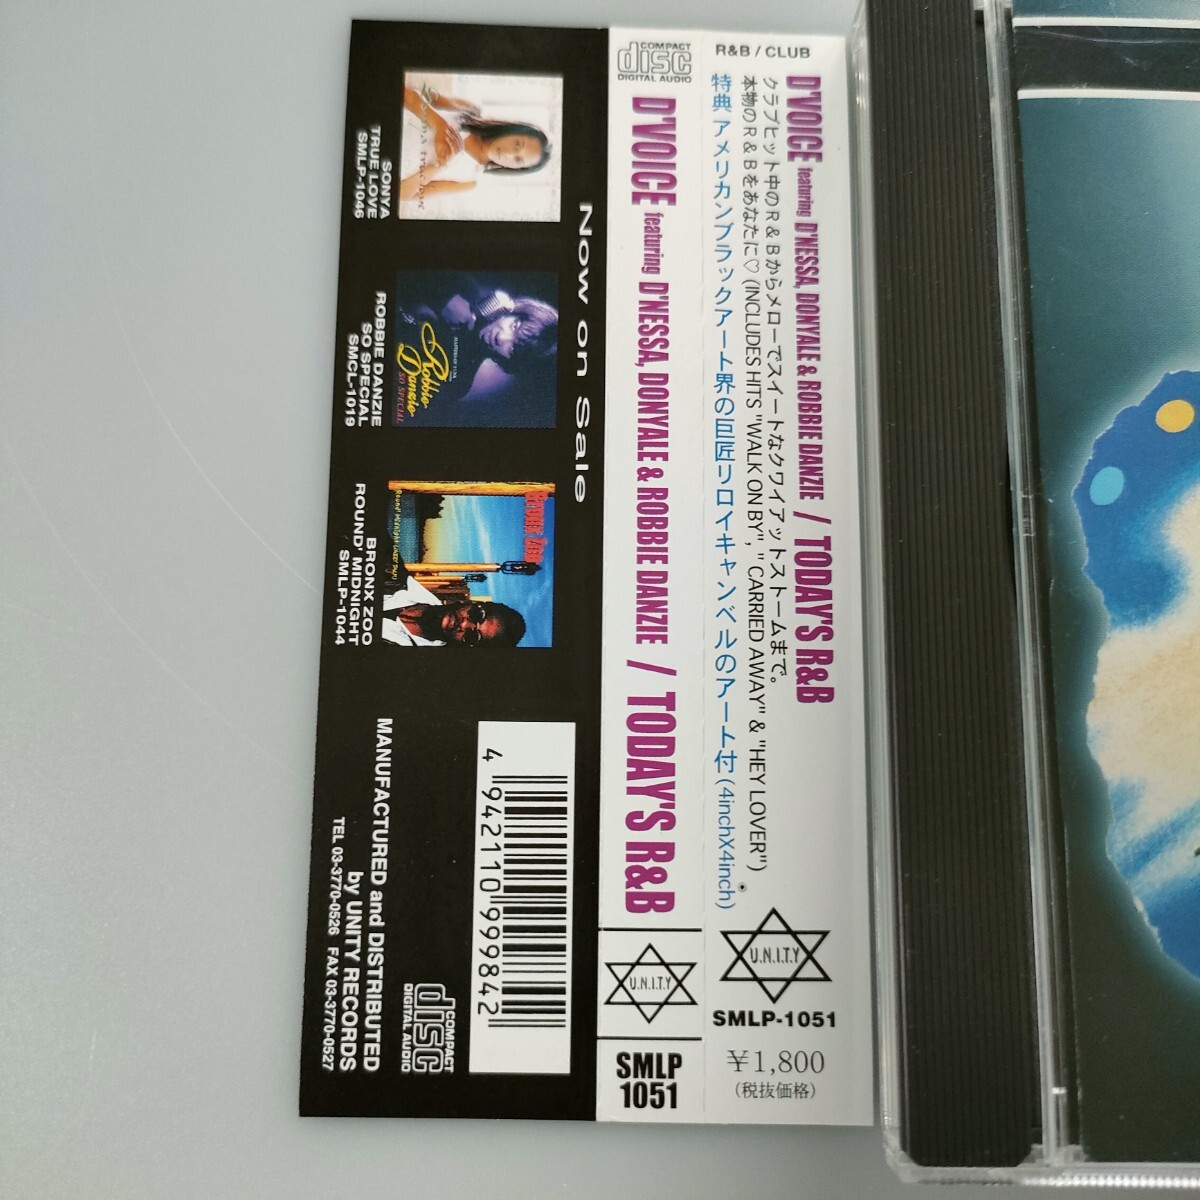 R&B / CLUB
D'VOICE featuring D'NESSA, DONYALE & ROBBIE DANZIE / TODAY'S R&B
クラブヒット中のR&Bからメローでスイートなクワイアットストームまで。
本物のR&Bをあなたに♡ (INCLUDES HITS "WALK ON BY", "CARRIED AWAY" & "HEY LOVER")
特典 アメリカンブラックアート界の巨匠リロイキャンベルのアート付 (4inchX4inch)
U.N.I.T.Y
SMLP-1051
¥1,800
(税抜価格)
COMPACT
disc
DIGITAL AUDIO
D'VOICE featuring D'NESSA, DONYALE & ROBBIE DANZIE / TODAY'S R&B
U.N.I.T.Y
SMLP
1051
Now on Sale
SONYA
TRUE LOVE
SMLP-1046
Robbie
Danzie
SO SPECIAL
ROBBIE DANZIE
SO SPECIAL
SMCL-1019
Bronx Zoo
BRONX ZOO
ROUND' MIDNIGHT
SMLP-1044
4 942110 999842
MANUFACTURED and DISTRIBUTED
by UNITY RECORDS
TEL 03-3770-0526 FAX 03-3770-0527
COMPACT
disc
DIGITAL AUDIO